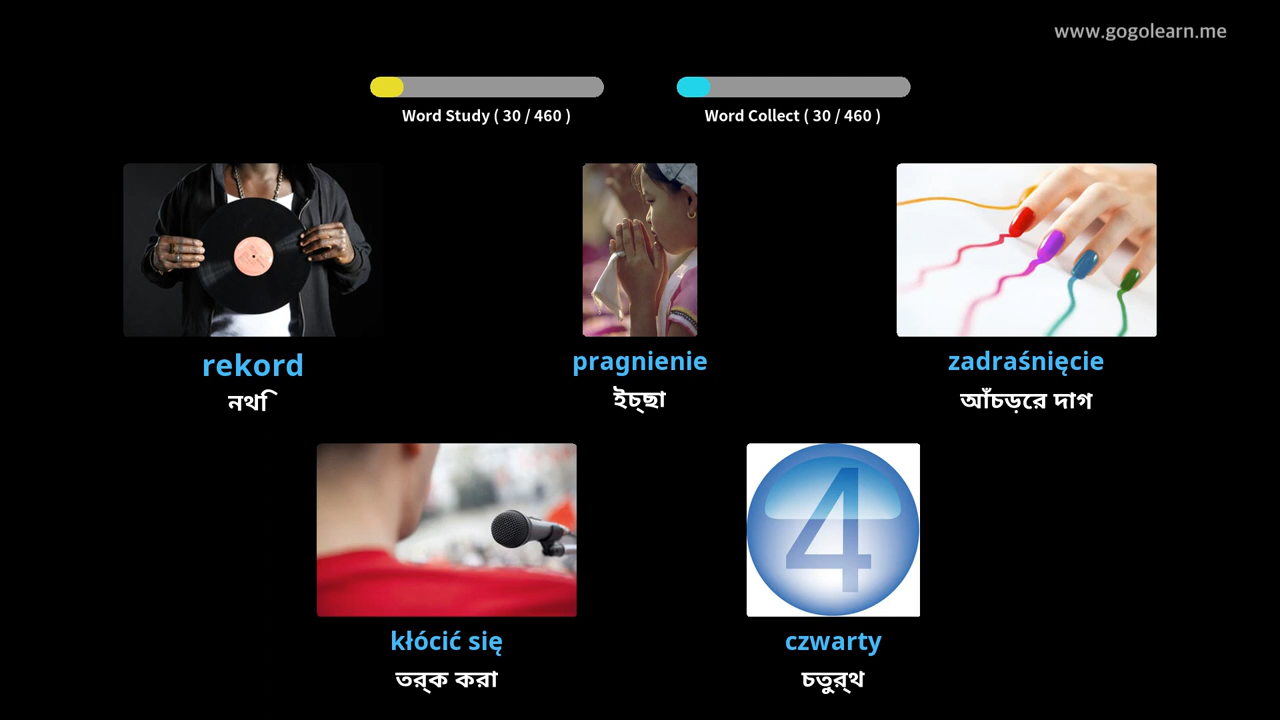 www.gogolearn.me
Word Study ( 30 / 460 )
Word Collect ( 30 / 460 )
rekord
pragnienie
zadraśnięcie
নথি
ইচ্ছা
আঁচড়ের দাগ
kłócić się
czwarty
তর্ক করা
চতুর্থ
4